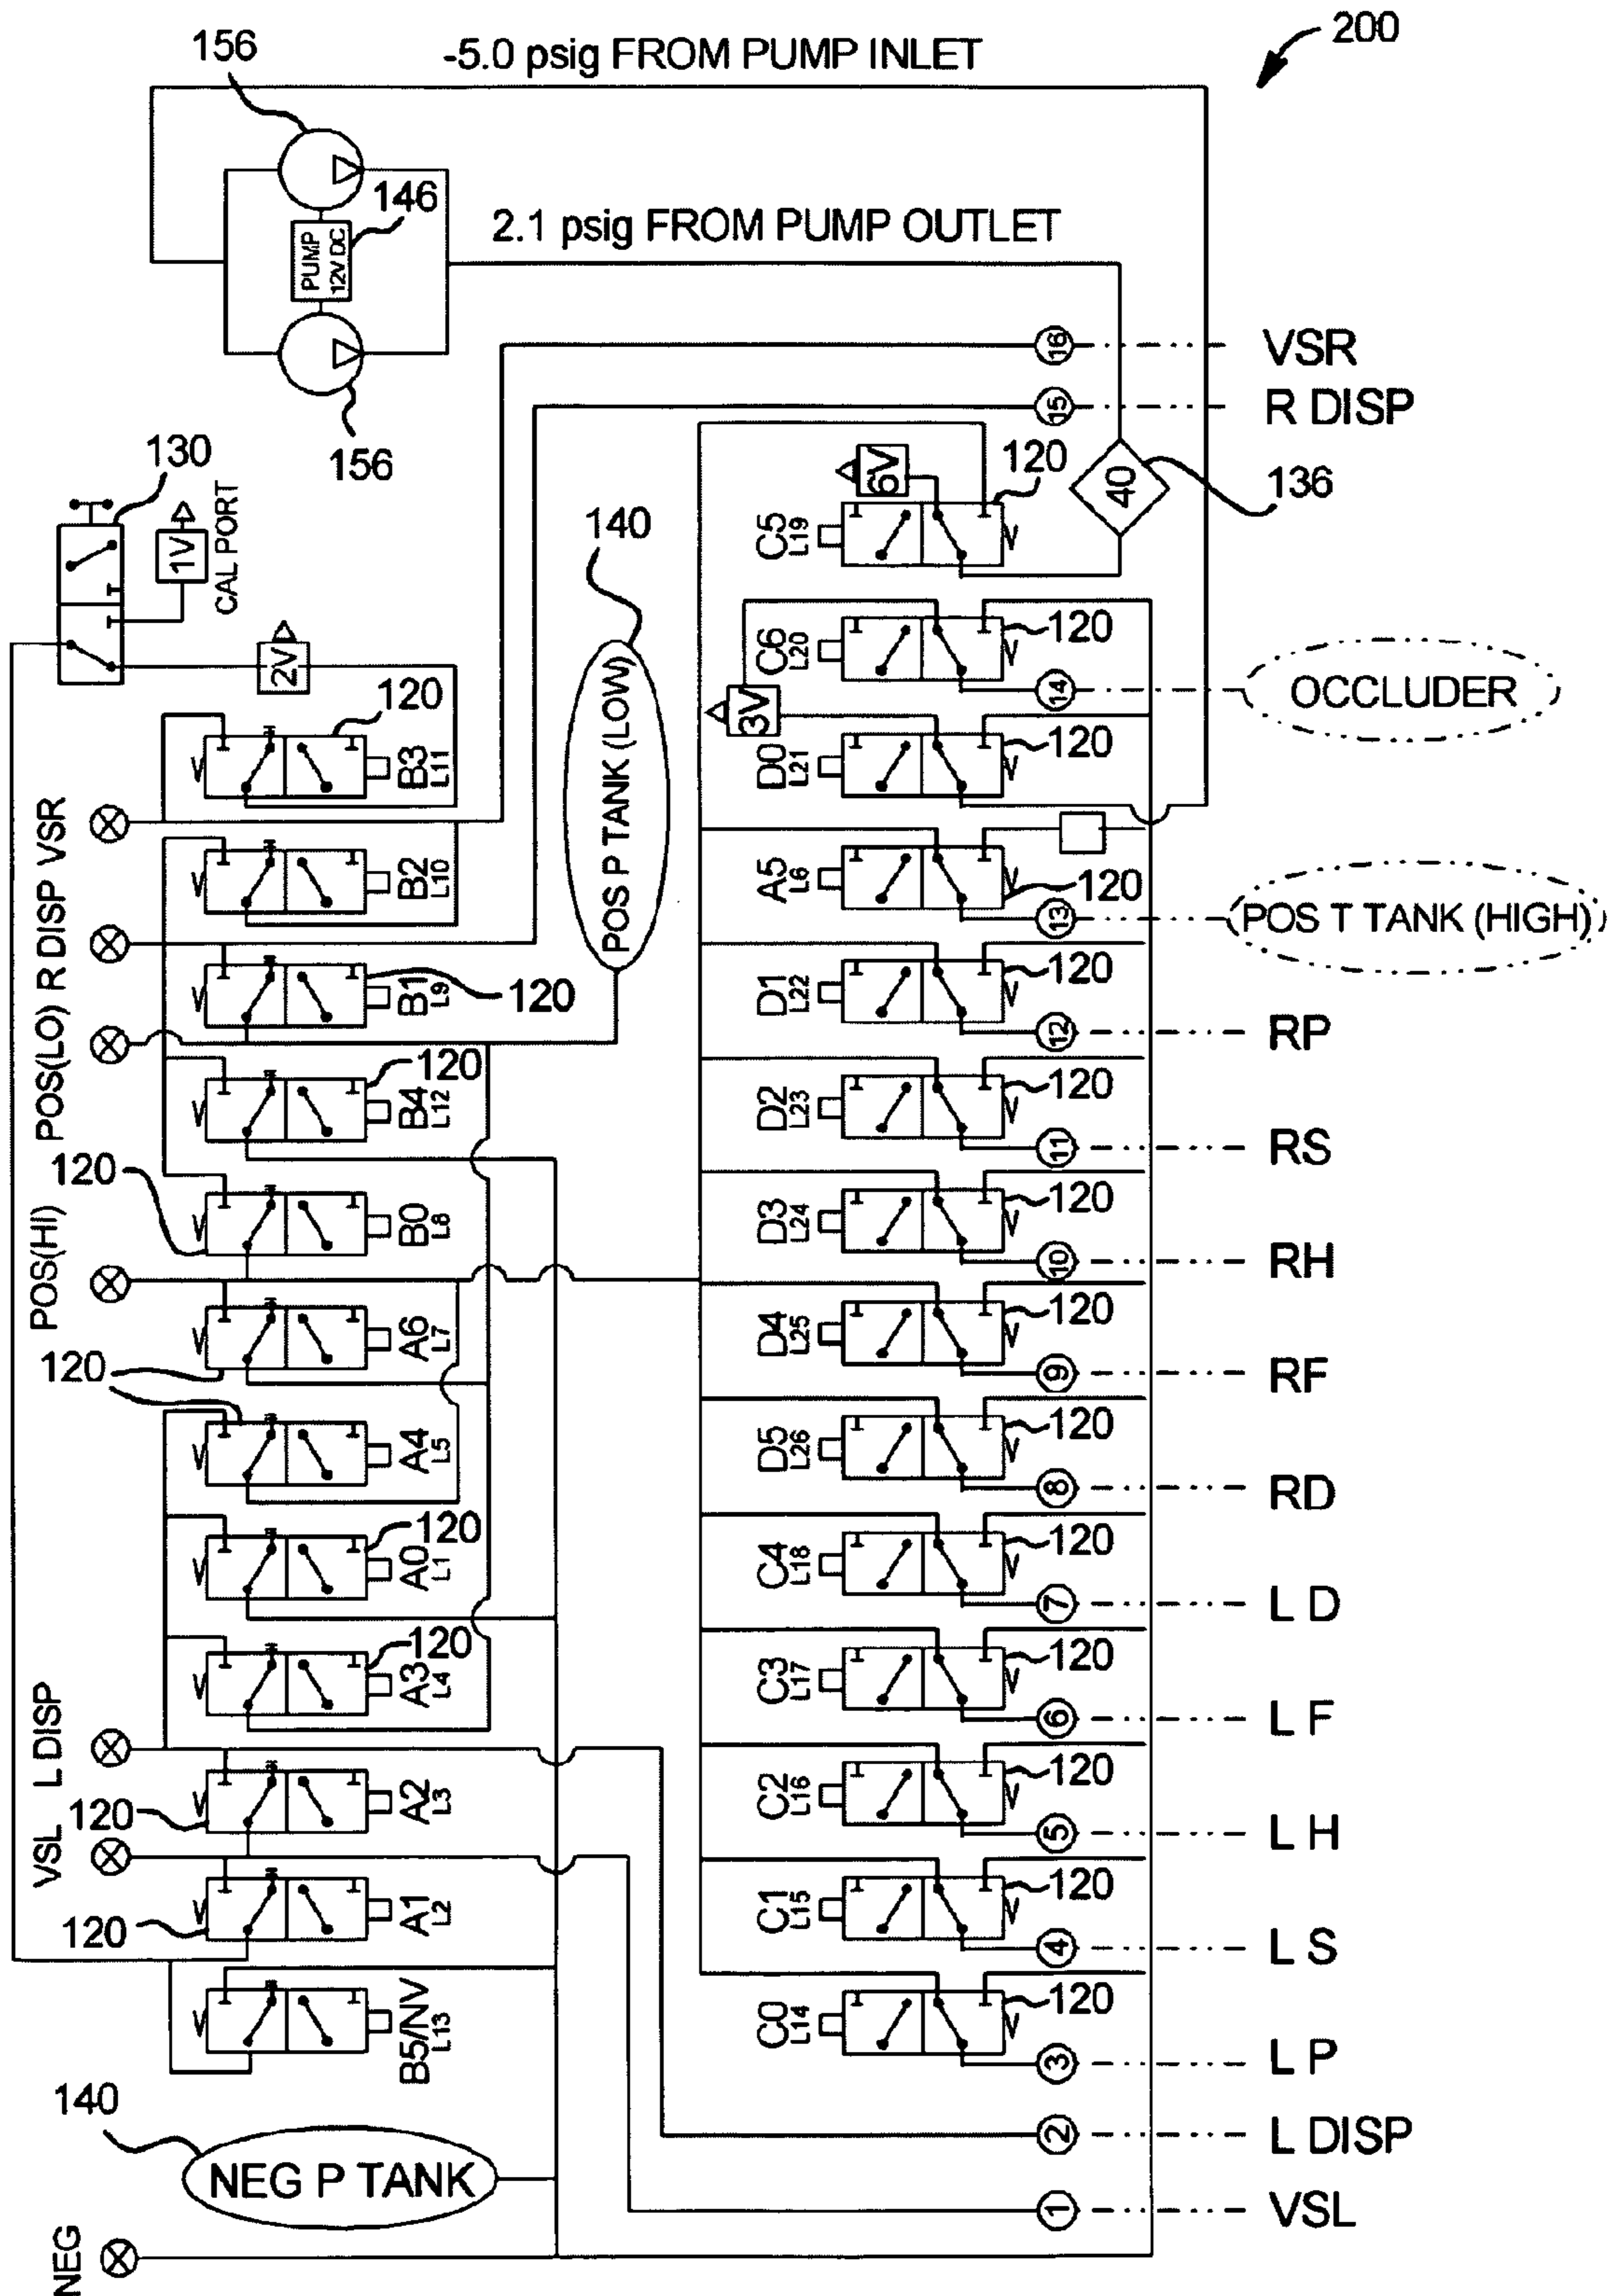 200
156
-5.0 psig FROM PUMP INLET
146
PUMP
12V DC
2.1 psig FROM PUMP OUTLET
156
16 VSR
15 R DISP
130
1V
CAL PORT
2V
6V
C5
L19
120
40
136
140
POS P TANK (LOW)
C6
L20
120
14
OCCLUDER
3V
D0
L21
120
B3
L11
120
VSR
A5
L6
120
13
POS T TANK (HIGH)
B2
L10
R DISP
D1
L22
120
12
RP
B1
L9
120
POS(LO)
D2
L23
120
11
RS
B4
L12
120
D3
L24
120
10
RH
120
B0
L8
POS(HI)
D4
L25
120
9
RF
120
A6
L7
D5
L26
120
8
RD
A4
L5
C4
L18
120
7
L D
A0
L1
120
C3
L17
120
6
L F
A3
L4
120
L DISP
C2
L16
120
5
L H
120
A2
L3
VSL
C1
L15
120
4
L S
120
A1
L2
C0
L14
120
3
L P
B5/NV
L13
140
NEG P TANK
2
L DISP
1
VSL
NEG